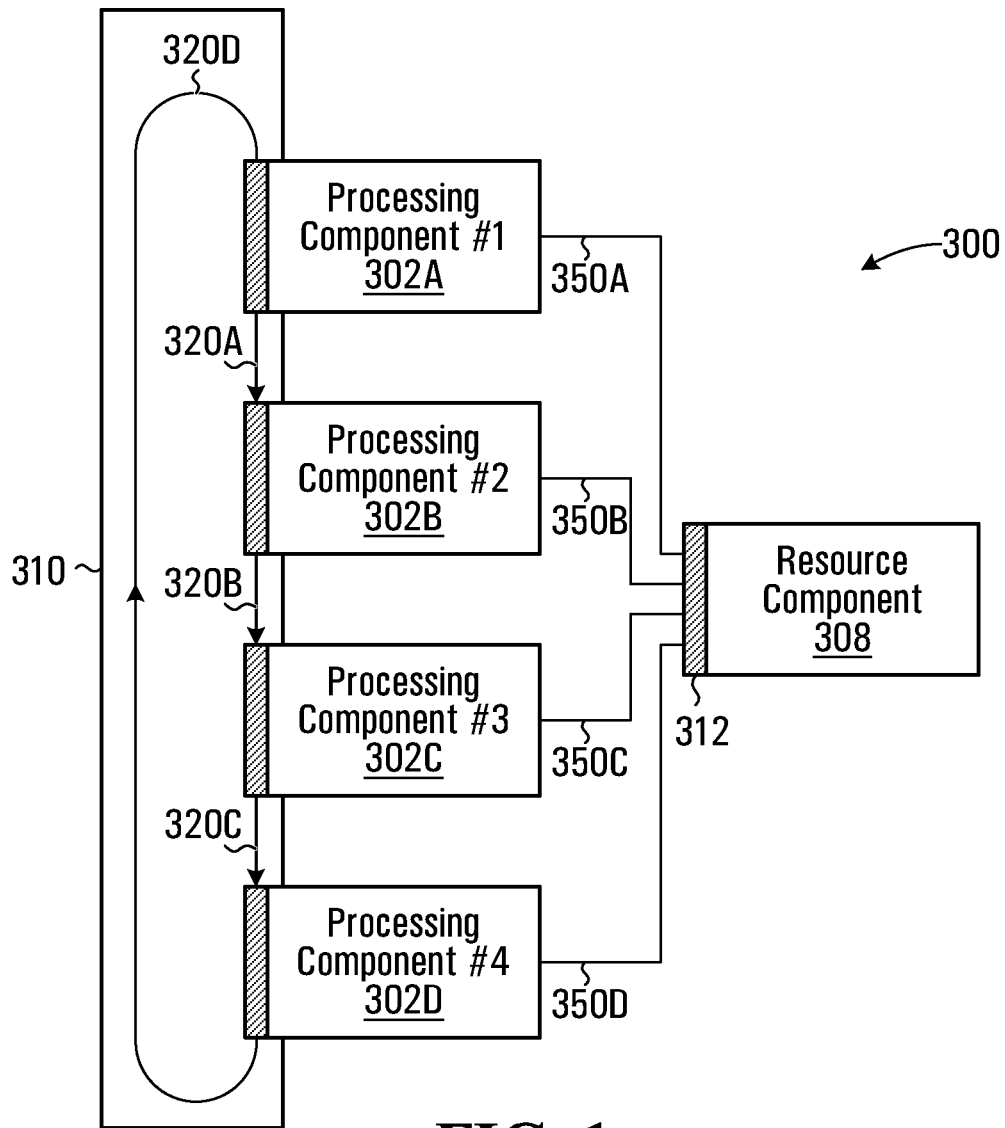 320D
Processing
Component #1
302A
350A
300
320A
Processing
Component #2
302B
350B
310
320B
Resource
Component
308
312
Processing
Component #3
302C
350C
320C
Processing
Component #4
302D
350D